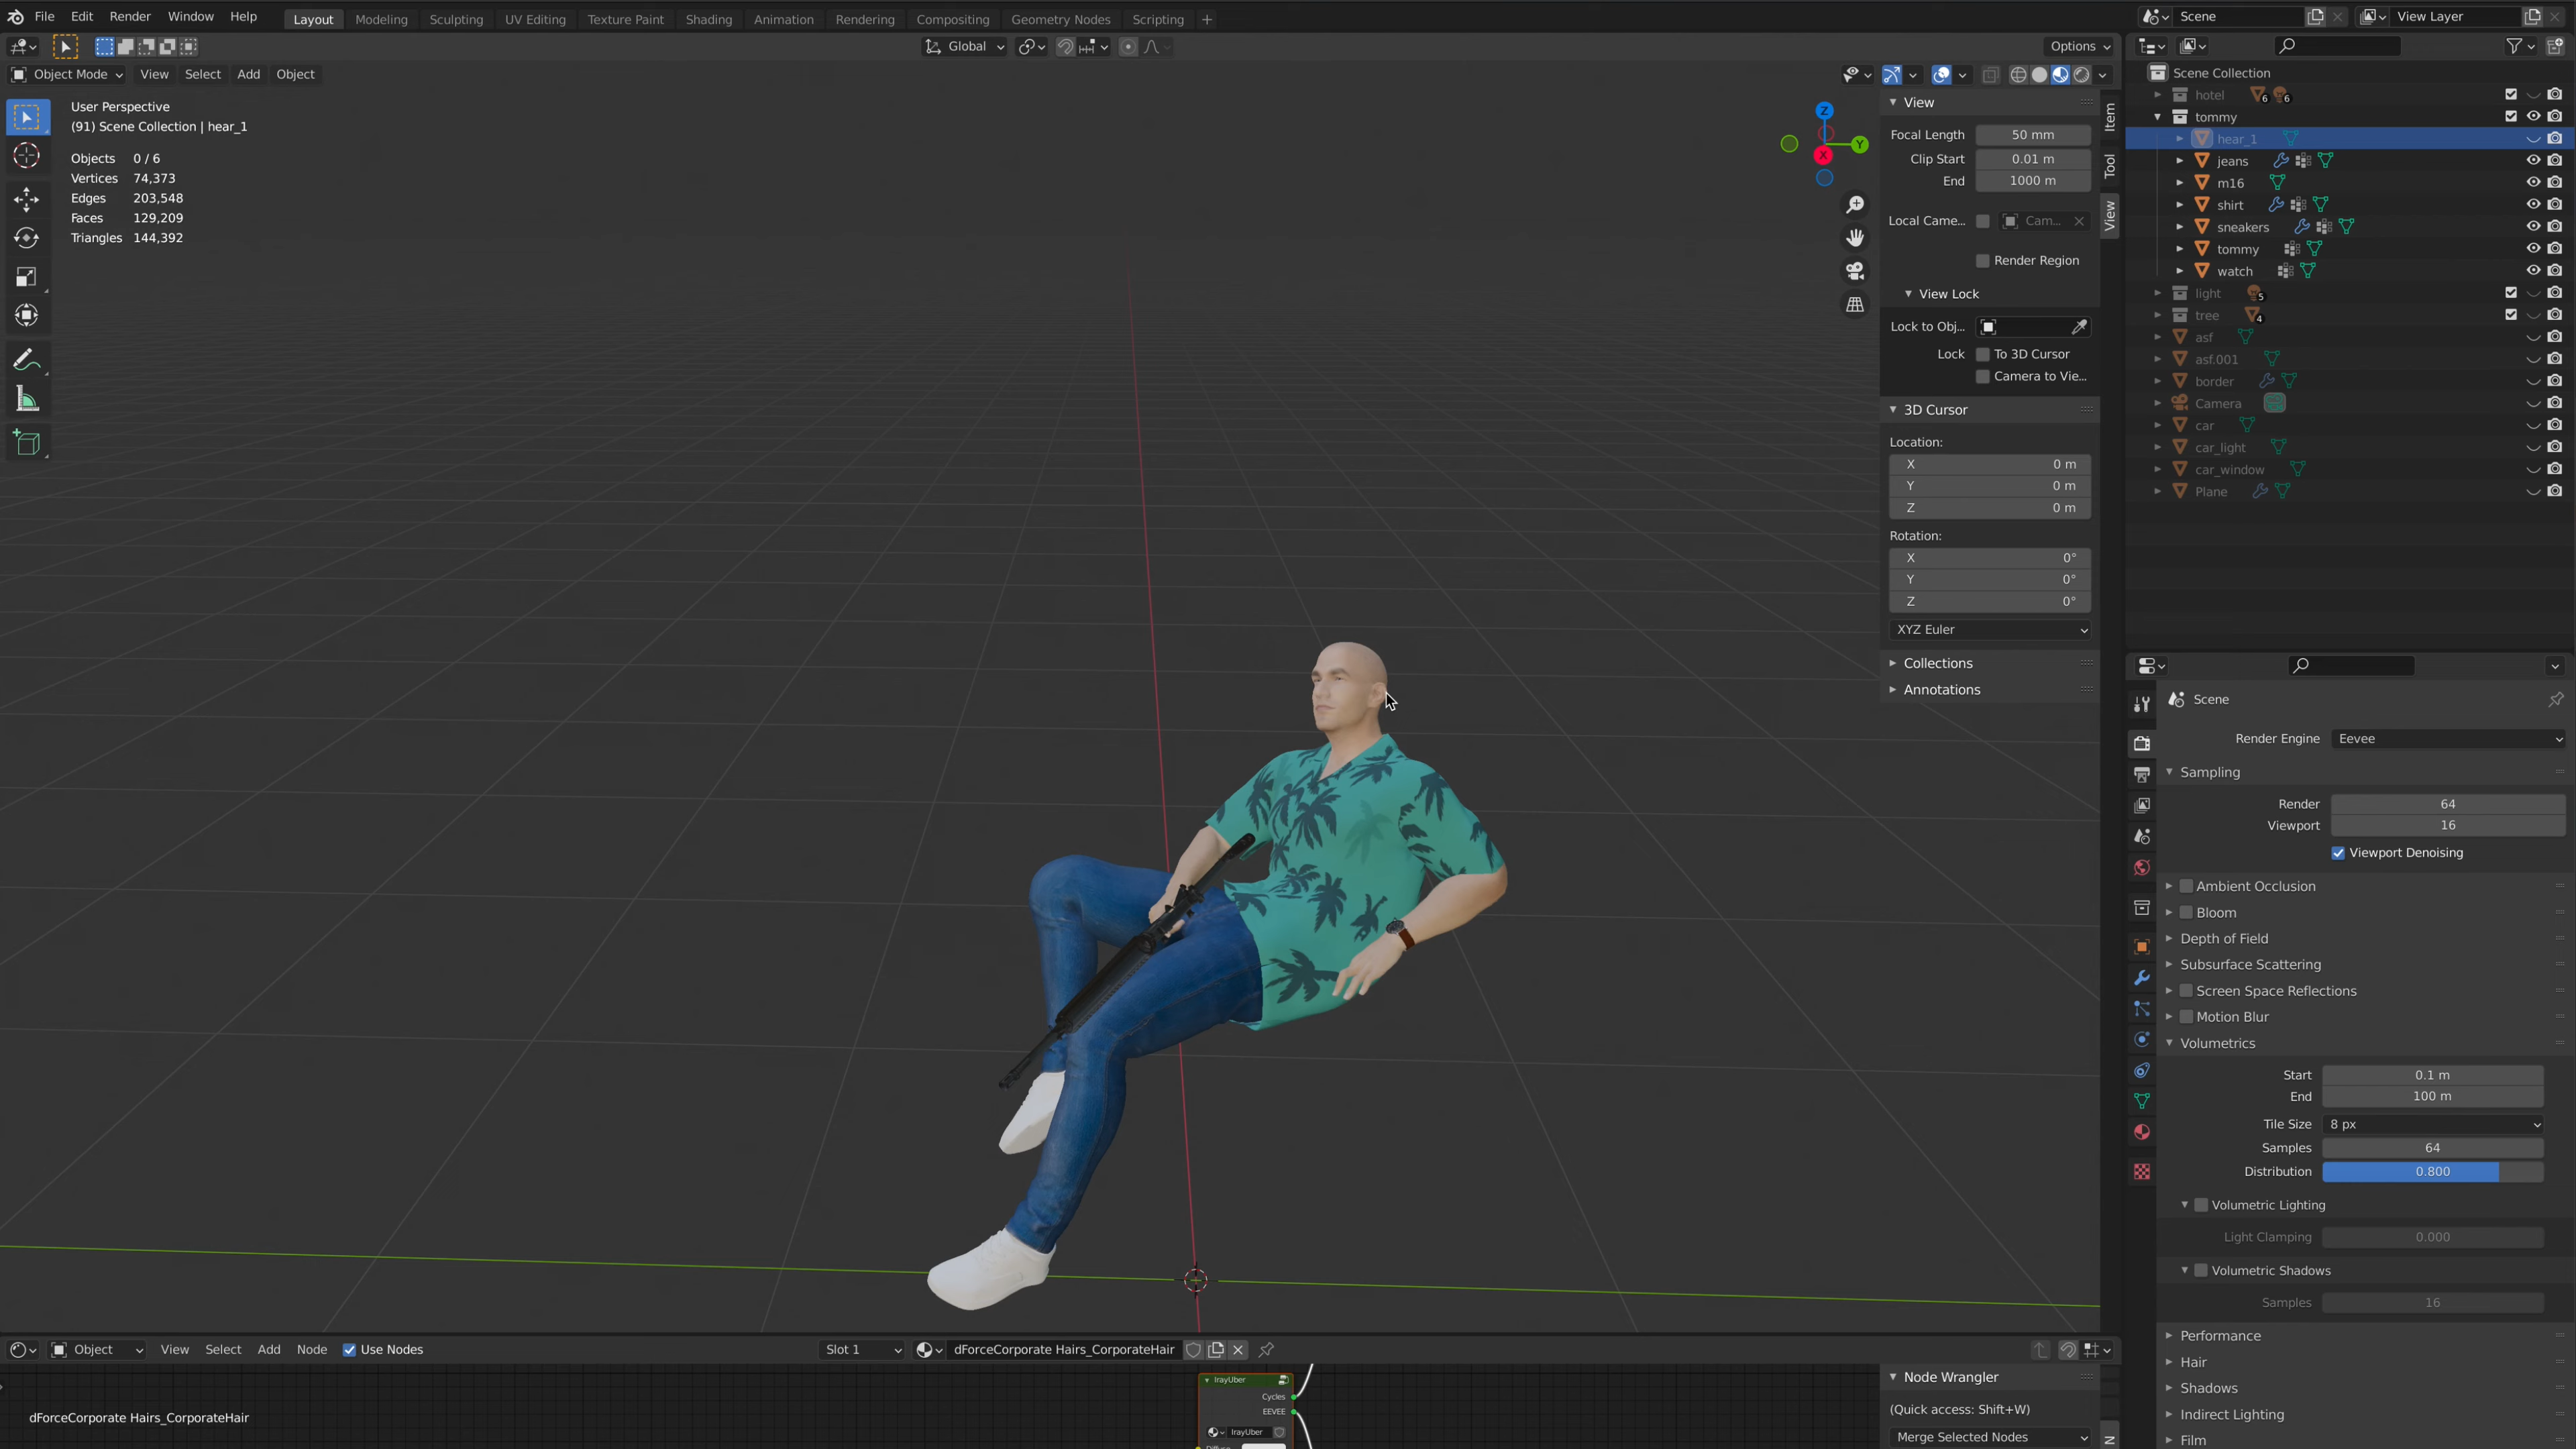 File Edit Render Window Help
Layout Modeling Sculpting UV Editing Texture Paint Shading Animation Rendering Compositing Geometry Nodes Scripting +
Scene
View Layer
Global
Options
Object Mode View Select Add Object
User Perspective
(91) Scene Collection | hear_1
Objects 0 / 6
Vertices 74,373
Edges 203,548
Faces 129,209
Triangles 144,392
Z
Y
X
View
Focal Length 50 mm
Clip Start 0.01 m
End 1000 m
Local Came... Cam...
Render Region
View Lock
Lock to Obj...
Lock To 3D Cursor
Camera to Vie...
3D Cursor
Location:
X 0 m
Y 0 m
Z 0 m
Rotation:
X 0°
Y 0°
Z 0°
XYZ Euler
Collections
Annotations
Item
Tool
View
Scene Collection
hotel 6 6
tommy
hear_1
jeans
m16
shirt
sneakers
tommy
watch
light 5
tree 4
asf
asf.001
border
Camera
car
car_light
car_window
Plane
Scene
Render Engine Eevee
Sampling
Render 64
Viewport 16
Viewport Denoising
Ambient Occlusion
Bloom
Depth of Field
Subsurface Scattering
Screen Space Reflections
Motion Blur
Volumetrics
Start 0.1 m
End 100 m
Tile Size 8 px
Samples 64
Distribution 0.800
Volumetric Lighting
Light Clamping 0.000
Volumetric Shadows
Samples 16
Performance
Hair
Shadows
Indirect Lighting
Film
Object View Select Add Node Use Nodes
Slot 1
dForceCorporate Hairs_CorporateHair
IrayUber
Cycles
EEVEE
IrayUber
dForceCorporate Hairs_CorporateHair
Node Wrangler
(Quick access: Shift+W)
Merge Selected Nodes